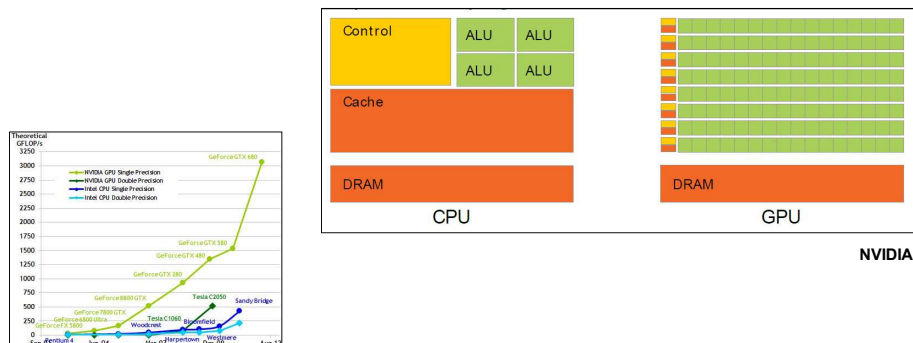 Control
ALU
ALU
ALU
ALU
Cache
DRAM
DRAM
CPU
GPU
NVIDIA
Theoretical
GFLOP/s
3250
3000
2750
2500
2250
2000
1750
1500
1250
1000
750
500
250
0
NVIDIA GPU Single Precision
NVIDIA GPU Double Precision
Intel CPU Single Precision
Intel CPU Double Precision
GeForce GTX 680
GeForce GTX 580
GeForce GTX 480
GeForce GTX 280
GeForce 8800 GTX
GeForce 7800 GTX
GeForce 6800 Ultra
GeForce FX 5800
Tesla C2050
Sandy Bridge
Tesla C1060
Bloomfield
Woodcrest
Pentium 4
Harpertown
Westmere